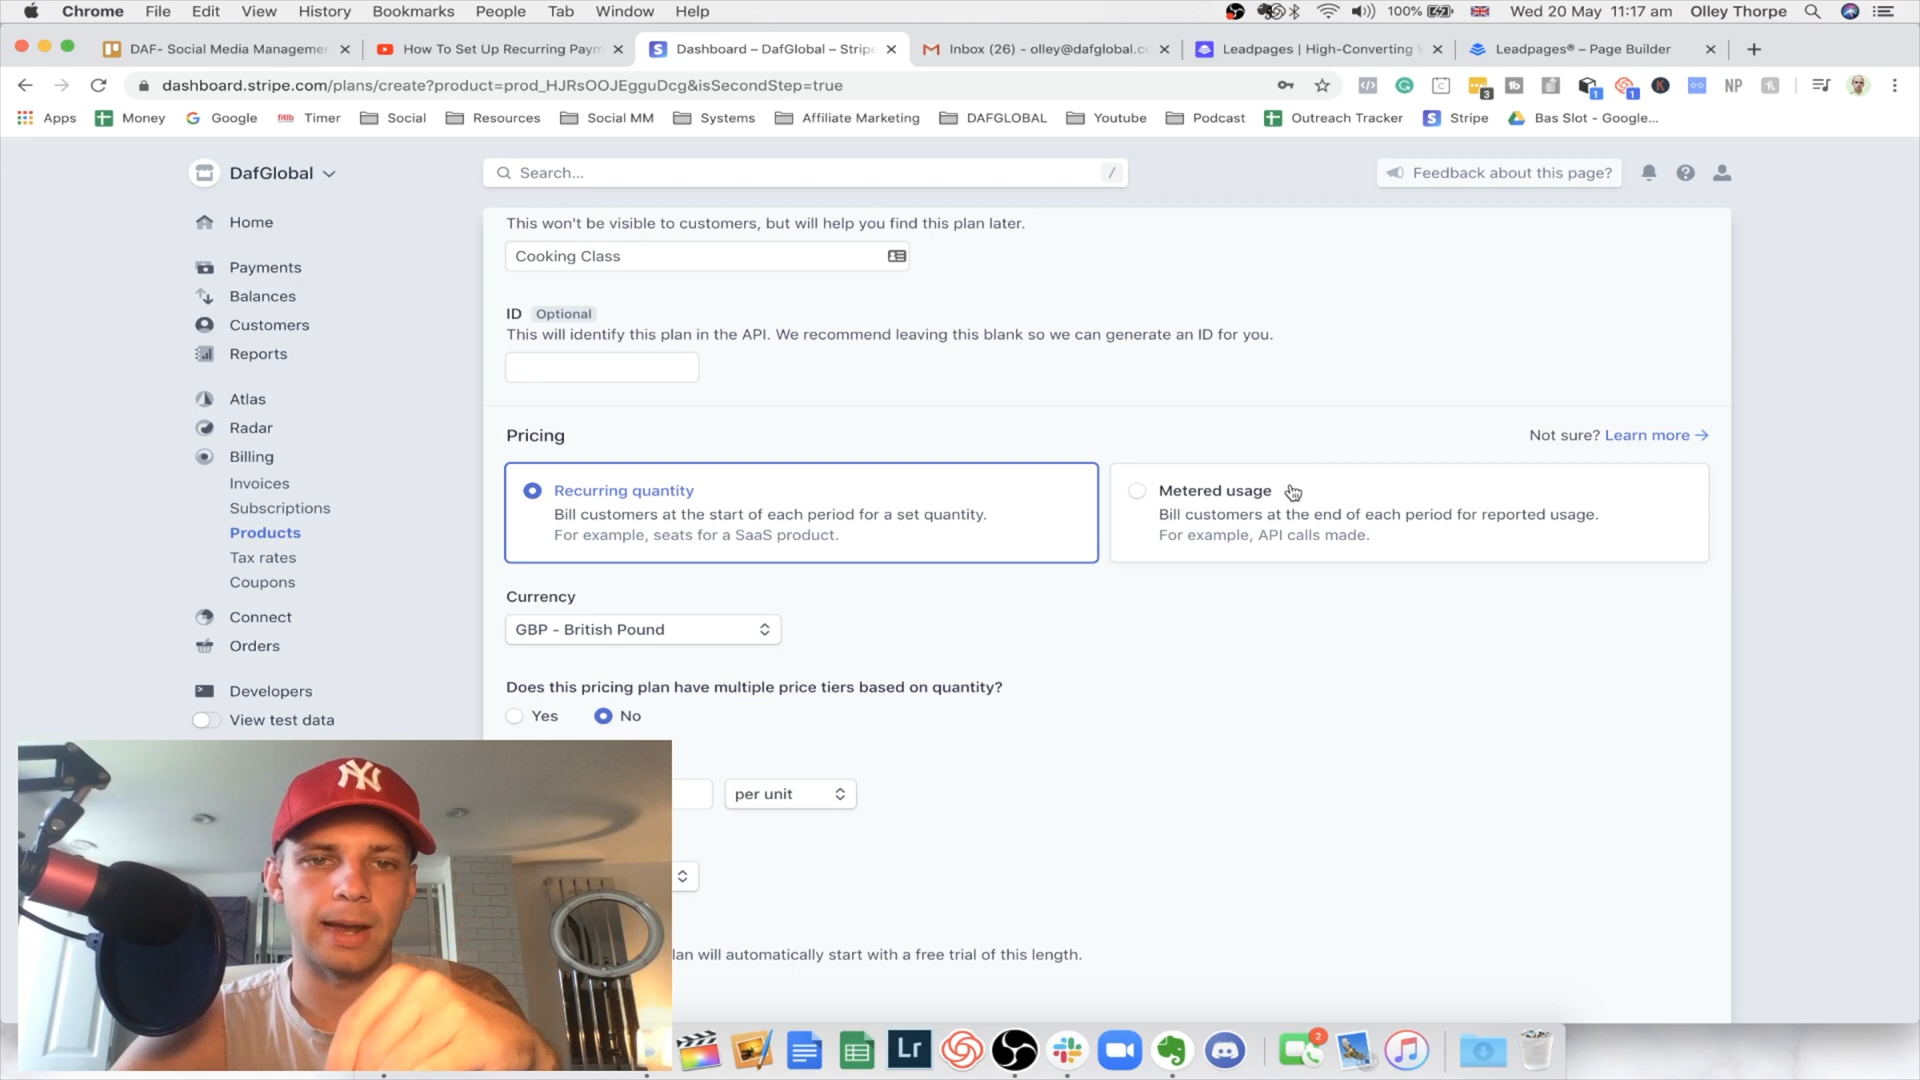 Chrome File Edit View History Bookmarks People Tab Window Help
100% Wed 20 May 11:17 am Olley Thorpe
DAF- Social Media Managemen
How To Set Up Recurring Paym
Dashboard – DafGlobal – Stripe
Inbox (26) - olley@dafglobal.c
Leadpages | High-Converting
Leadpages® – Page Builder
dashboard.stripe.com/plans/create?product=prod_HJRsOOJEgguDcg&isSecondStep=true
3 1 1 NP
Apps Money Google Timer Social Resources Social MM Systems Affiliate Marketing DAFGLOBAL Youtube Podcast Outreach Tracker Stripe Bas Slot - Google...
DafGlobal
Search...
/
Feedback about this page?
Home
Payments
Balances
Customers
Reports
Atlas
Radar
Billing
Invoices
Subscriptions
Products
Tax rates
Coupons
Connect
Orders
Developers
View test data
This won't be visible to customers, but will help you find this plan later.
Cooking Class
ID Optional
This will identify this plan in the API. We recommend leaving this blank so we can generate an ID for you.
Pricing
Not sure? Learn more →
Recurring quantity
Bill customers at the start of each period for a set quantity.
For example, seats for a SaaS product.
Metered usage
Bill customers at the end of each period for reported usage.
For example, API calls made.
Currency
GBP - British Pound
Does this pricing plan have multiple price tiers based on quantity?
Yes No
per unit
lan will automatically start with a free trial of this length.
NY
Lr
2